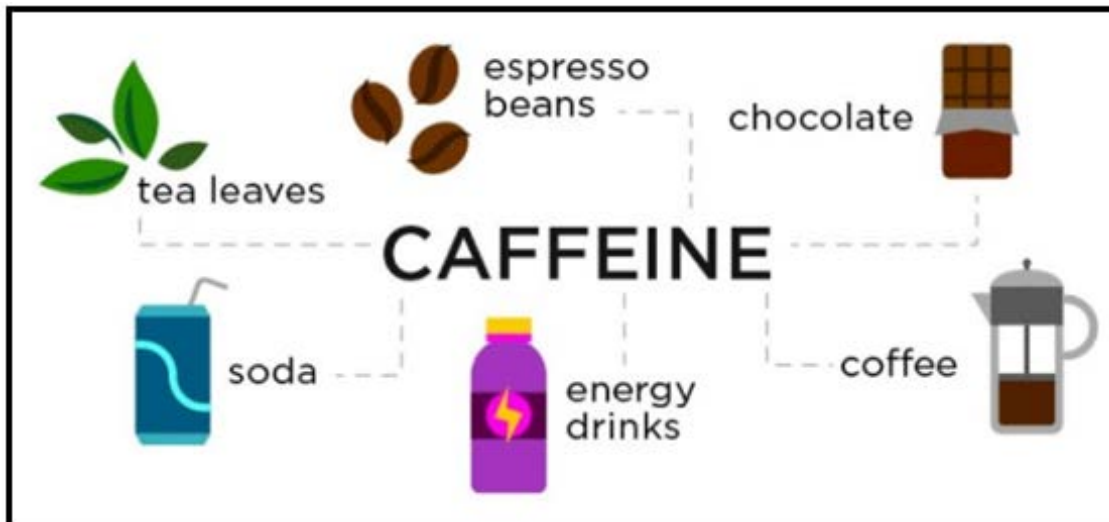 espresso
beans
chocolate
tea leaves
CAFFEINE
soda
energy
drinks
coffee